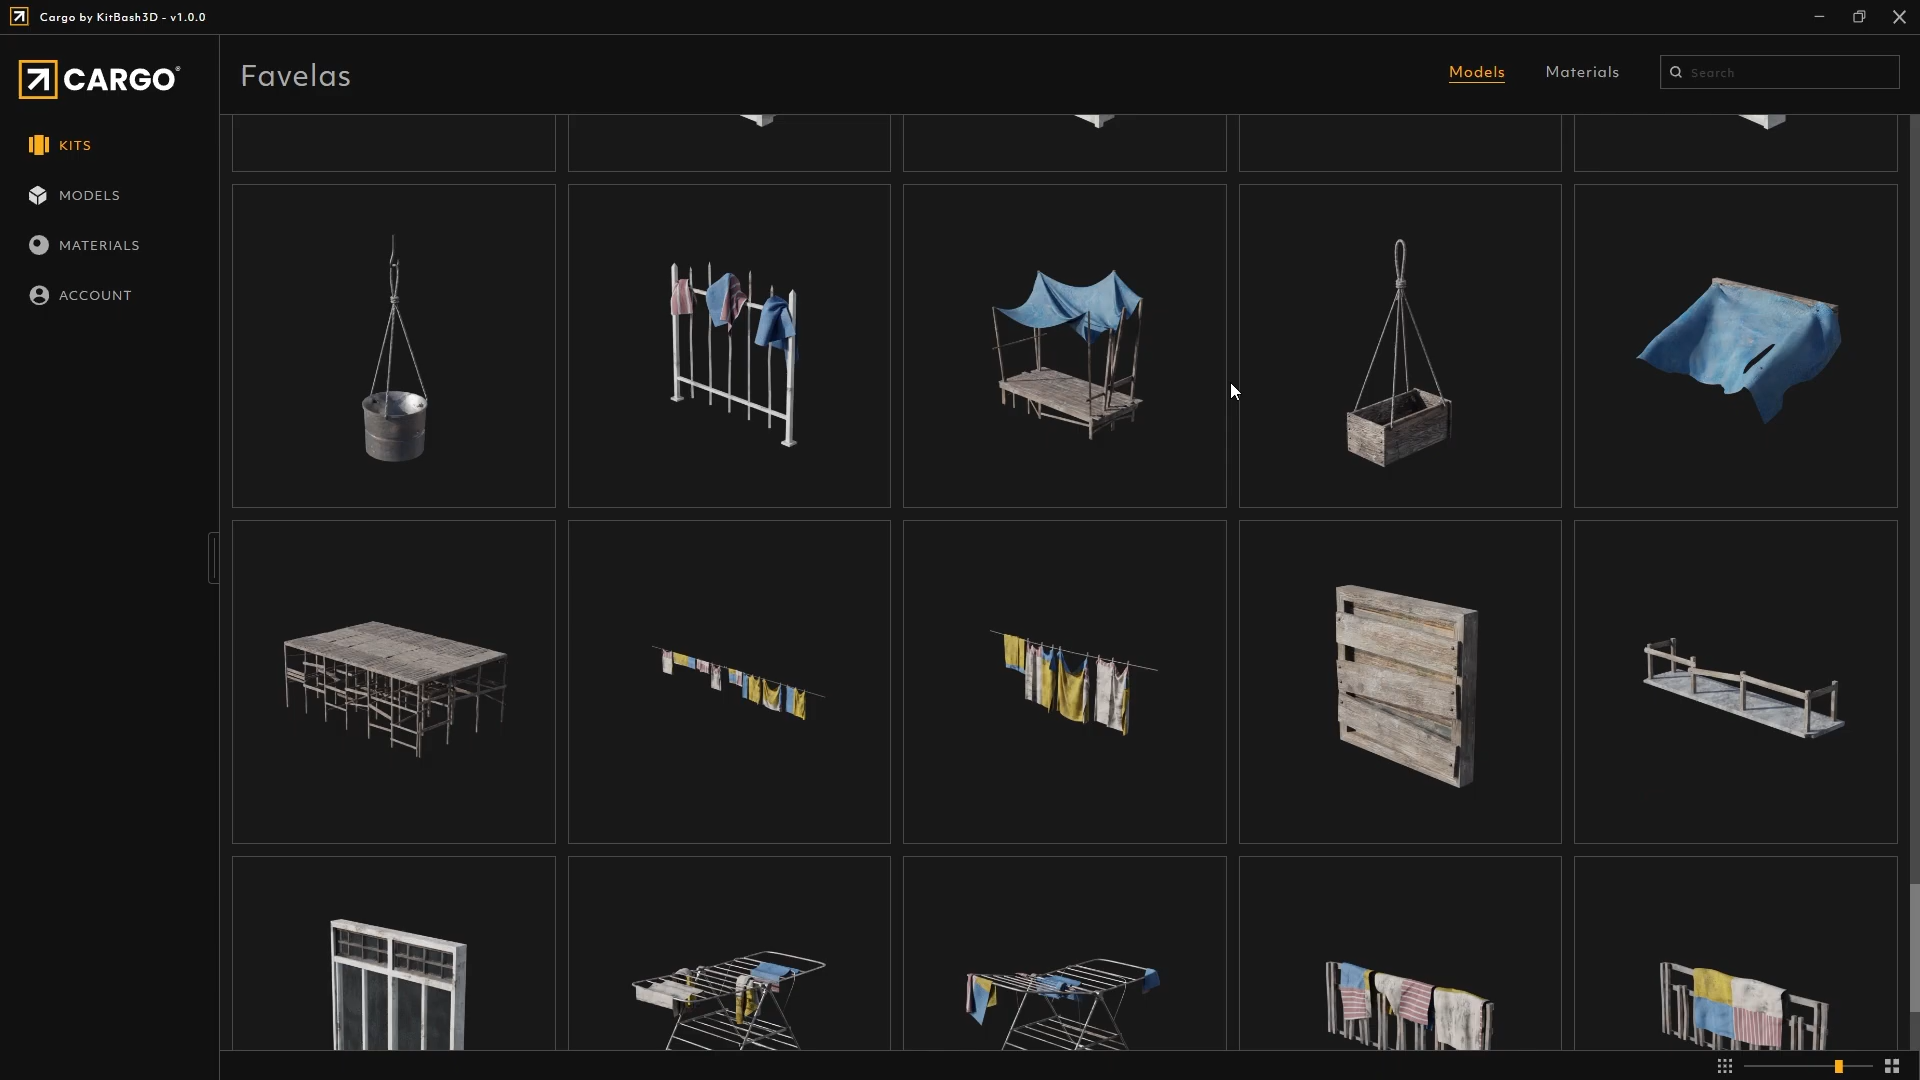 Cargo by KitBash3D - v1.0.0
CARGO®
Favelas
Models
Materials
Search
KITS
MODELS
MATERIALS
ACCOUNT